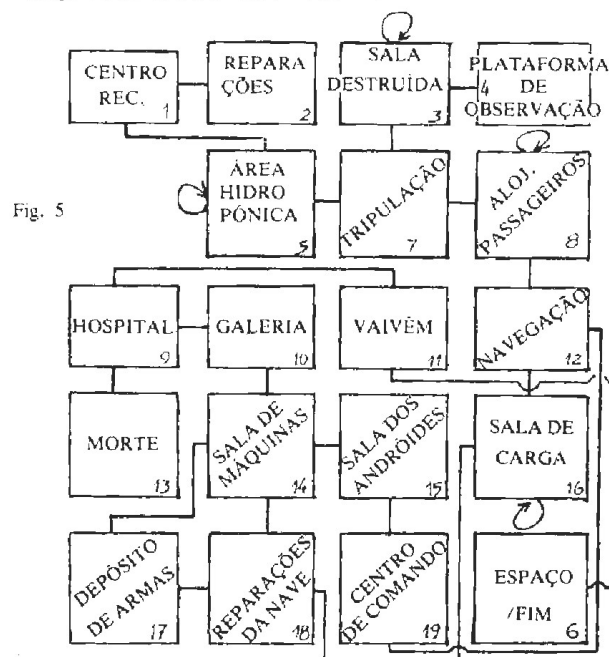 CENTRO
REC.
1
REPARA
ÇÕES
2
SALA
DESTRUÍDA
3
PLATAFORMA
4 DE
OBSERVAÇÃO
Fig. 5
ÁREA
HIDRO
PÓNICA
5
TRIPULAÇÃO
7
ALOJ.
PASSAGEIROS
8
HOSPITAL
9
GALERIA
10
VAIVÉM
11
NAVEGAÇÃO
12
MORTE
13
SALA DE
MÁQUINAS
14
SALA DOS
ANDRÓIDES
15
SALA DE
CARGA
16
DEPÓSITO
DE ARMAS
17
REPARAÇÕES
DA NAVE
18
CENTRO
DE COMANDO
19
ESPAÇO
/FIM
6